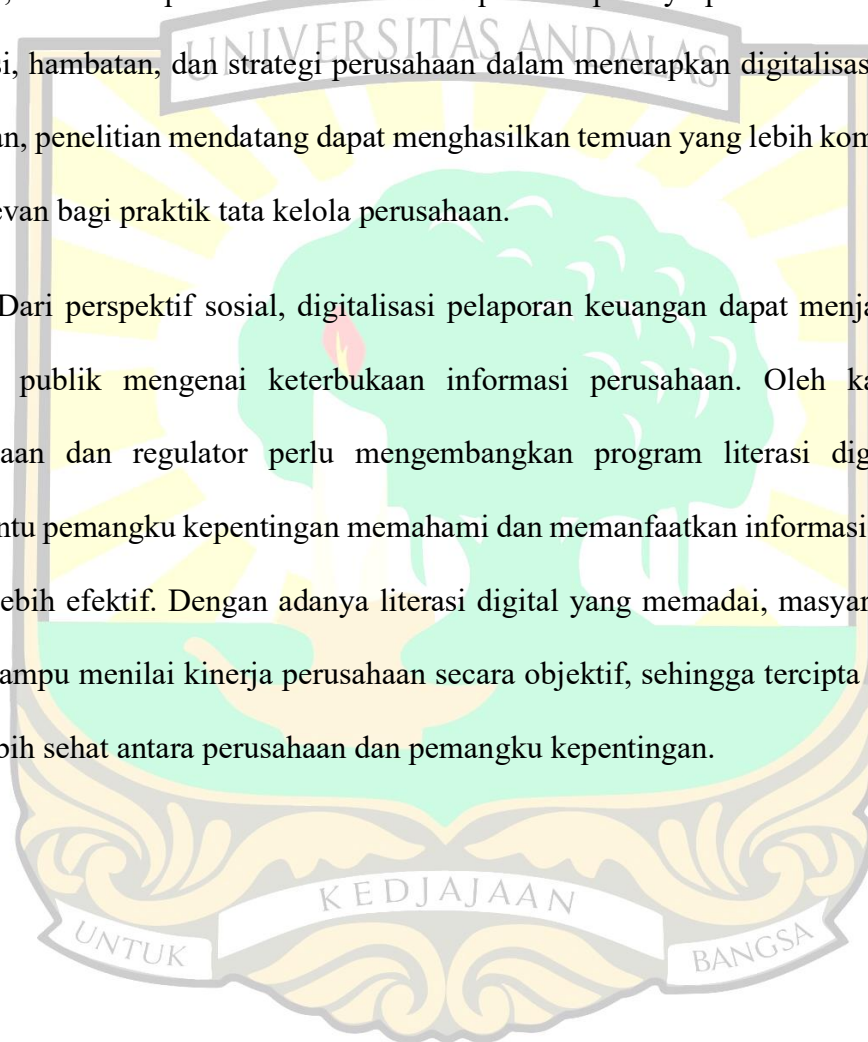 UNIVERSITAS ANDALAS
si, hambatan, dan strategi perusahaan dalam menerapkan digitalisas
an, penelitian mendatang dapat menghasilkan temuan yang lebih kom
evan bagi praktik tata kelola perusahaan.
Dari perspektif sosial, digitalisasi pelaporan keuangan dapat menja
publik mengenai keterbukaan informasi perusahaan. Oleh ka
aan dan regulator perlu mengembangkan program literasi dig
ntu pemangku kepentingan memahami dan memanfaatkan informasi
lebih efektif. Dengan adanya literasi digital yang memadai, masyar
ampu menilai kinerja perusahaan secara objektif, sehingga tercipta
bih sehat antara perusahaan dan pemangku kepentingan.
KEDJAJAAN
UNTUK
BANGSA